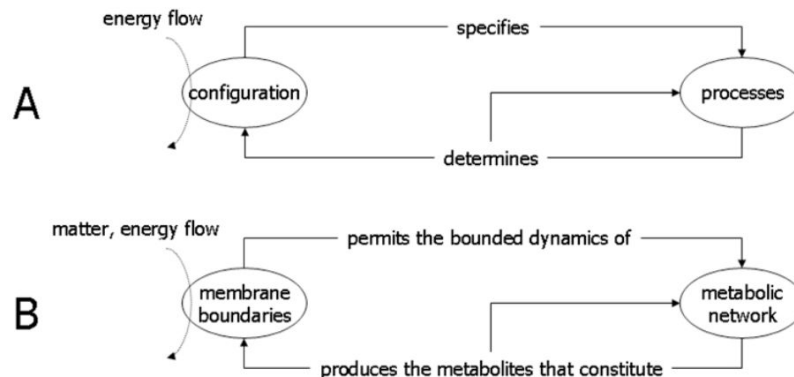 energy flow
specifies
A
configuration
processes
determines
matter, energy flow
permits the bounded dynamics of
B
membrane
boundaries
metabolic
network
produces the metabolites that constitute